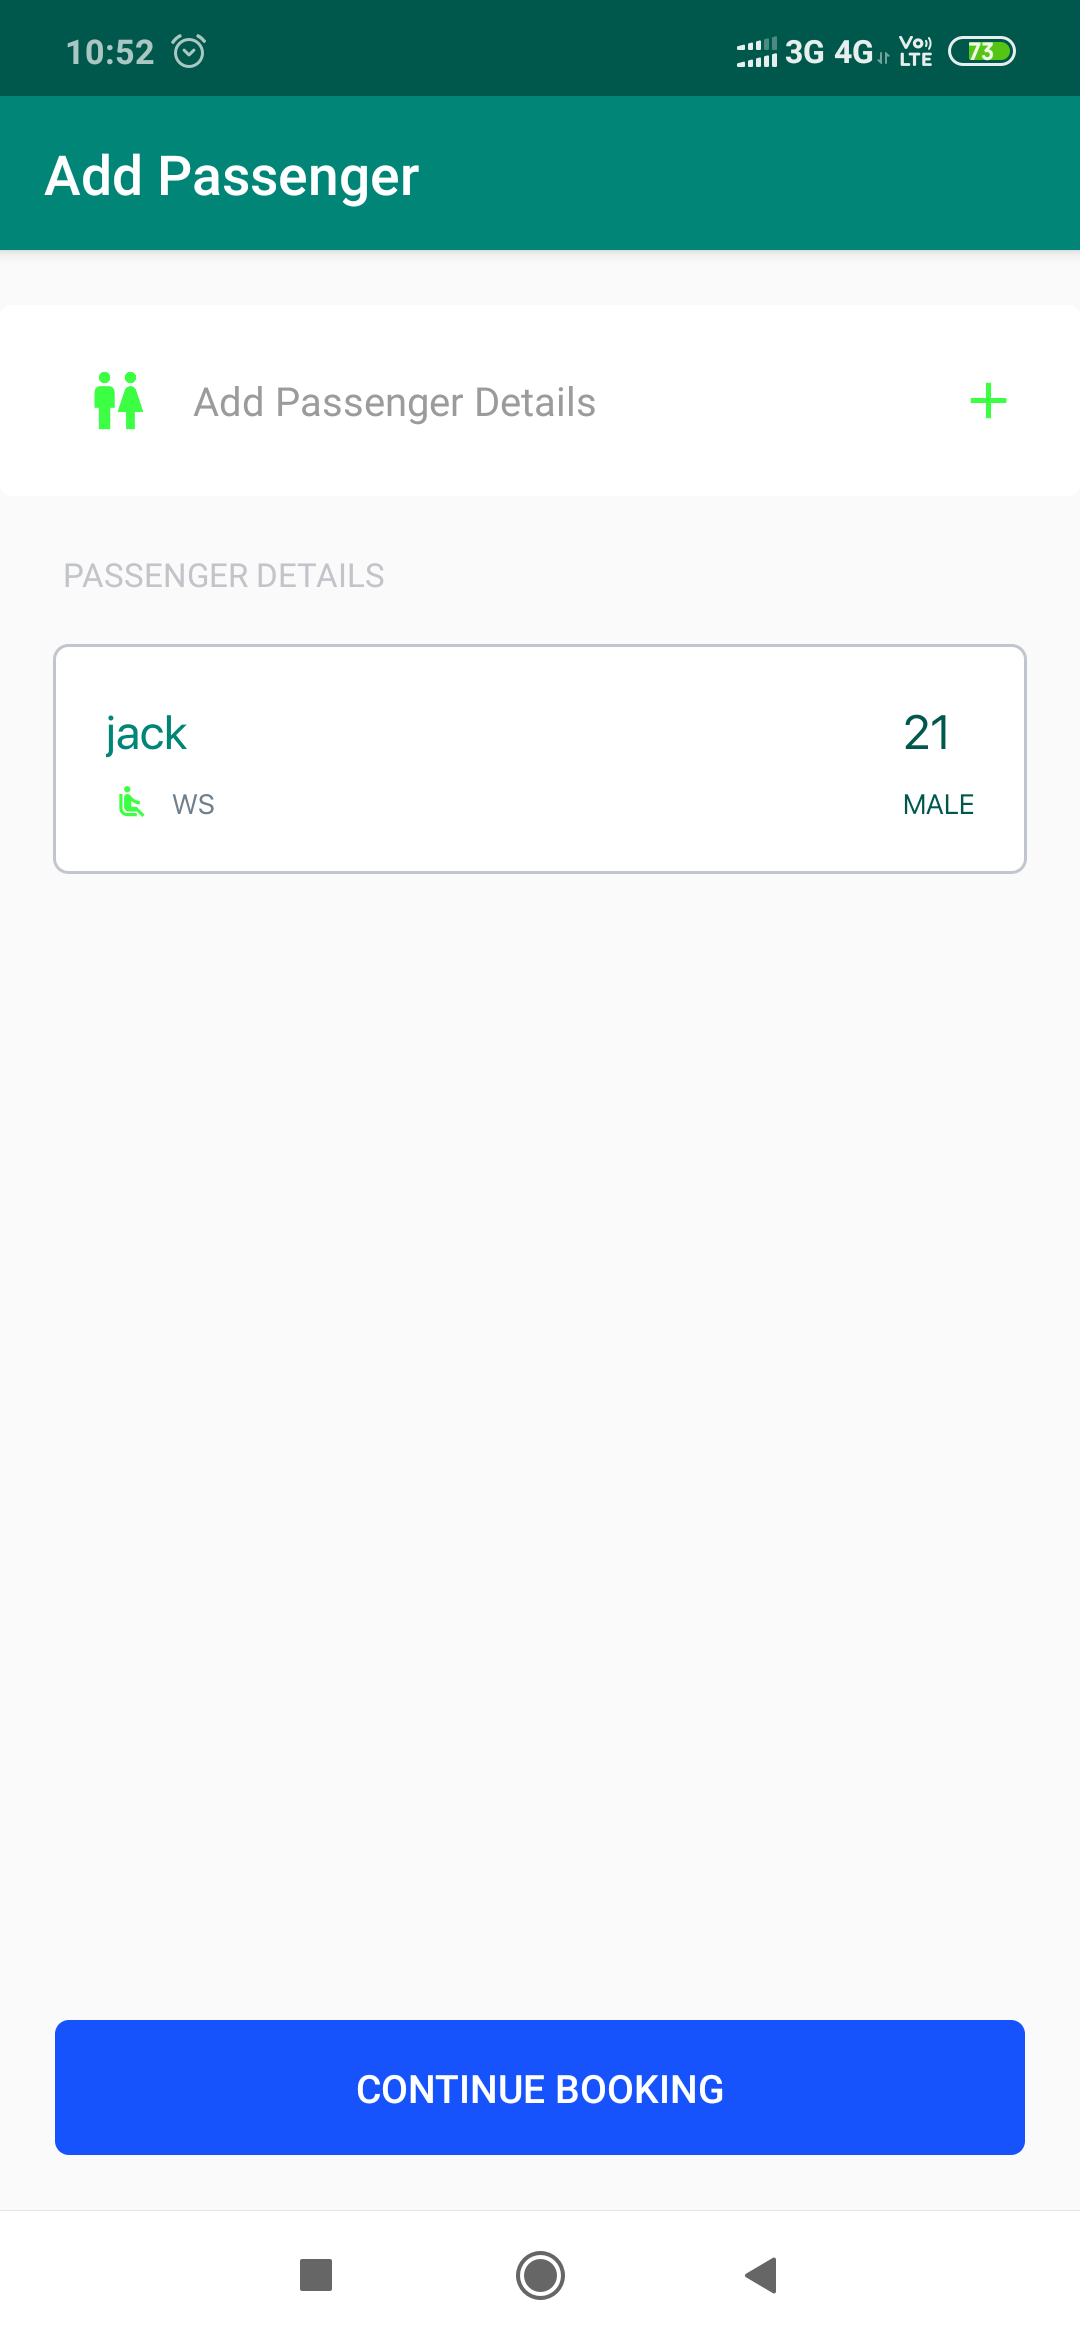 10:52 3G 4G Vo) LTE 73
Add Passenger
Add Passenger Details
PASSENGER DETAILS
jack 21
WS MALE
CONTINUE BOOKING